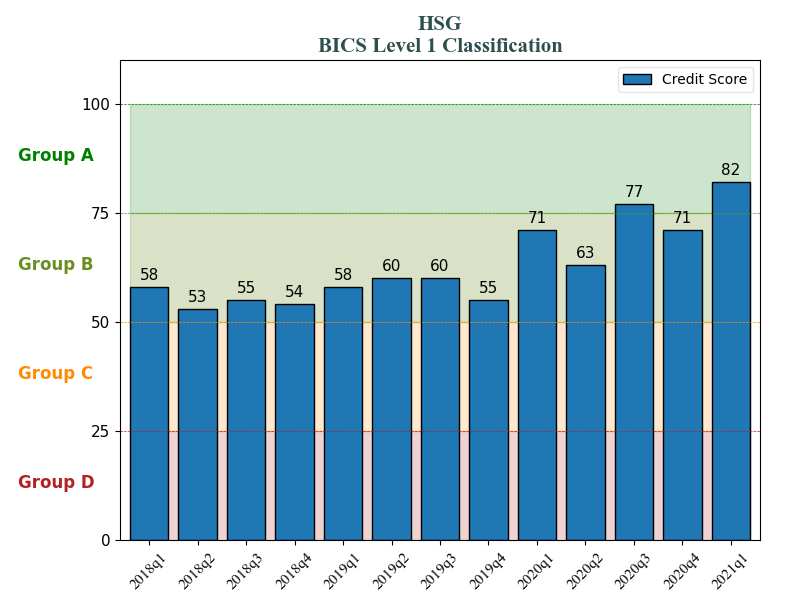 HSG
BICS Level 1 Classification
Credit Score
100
Group A
82
77
75
71
71
Group B
63
60
60
58
58
55
55
54
53
50
Group C
25
Group D
0
2018q1
2018q2
2018q3
2018q4
2019q1
2019q2
2019q3
2019q4
2020q1
2020q2
2020q3
2020q4
2021q1